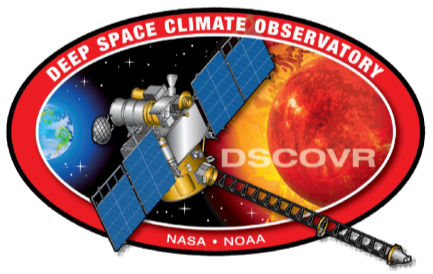 DEEP SPACE CLIMATE OBSERVATORY
DSCOVR
NASA • NOAA